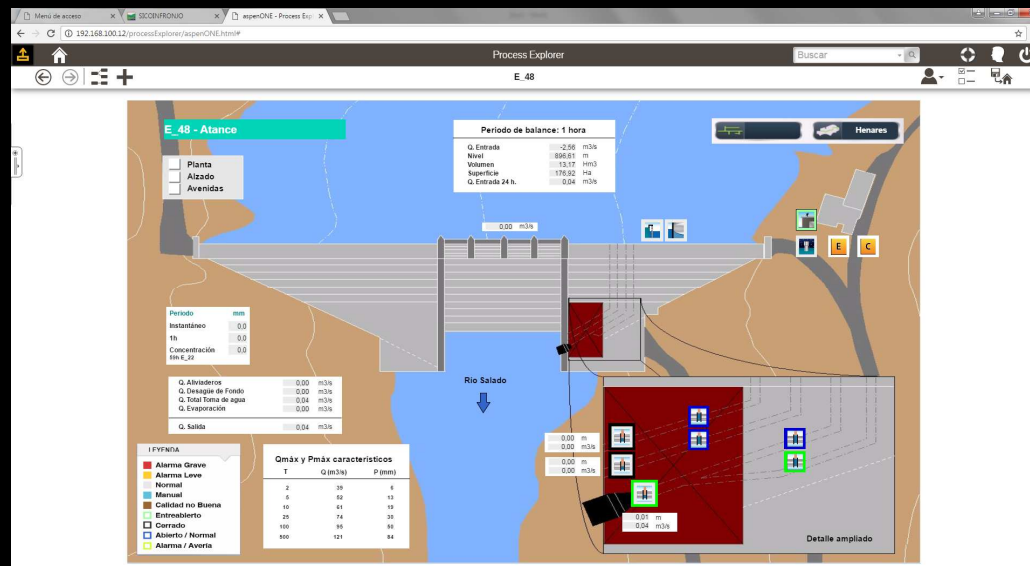 Menú de acceso
SICOINFRONJO
aspenONE - Process Exp
192.168.100.12/processExplorer/aspenONE.html#
Process Explorer
Buscar
E_48
E_48 - Atance
Planta
Alzado
Avenidas
Periodo de balance: 1 hora
Q. Entrada -2,56 m3/s
Nivel 896,61 m
Volumen 13,17 Hm3
Superficie 176,92 Ha
Q. Entrada 24 h. 0,04 m3/s
Henares
0,00 m3/s
E C
Periodo mm
Instantáneo 0,0
1h 0,0
Concentración 0,0
Q. Aliviaderos 0,00 m3/s
Q. Desagüe de Fondo 0,00 m3/s
Q. Total Toma de agua 0,04 m3/s
Q. Evaporación 0,00 m3/s
Q. Salida 0,04 m3/s
Río Salado
LEYENDA
Alarma Grave
Alarma Leve
Normal
Manual
Calidad no Buena
Entreabierto
Cerrado
Abierto / Normal
Alarma / Avería
Qmáx y Pmáx característicos
T Q (m3/s) P (mm)
2 39 6
5 52 13
10 61 19
25 74 30
100 95 50
500 121 84
0,00 m
0,00 m3/s
0,00 m
0,00 m3/s
0,01 m
0,04 m3/s
Detalle ampliado